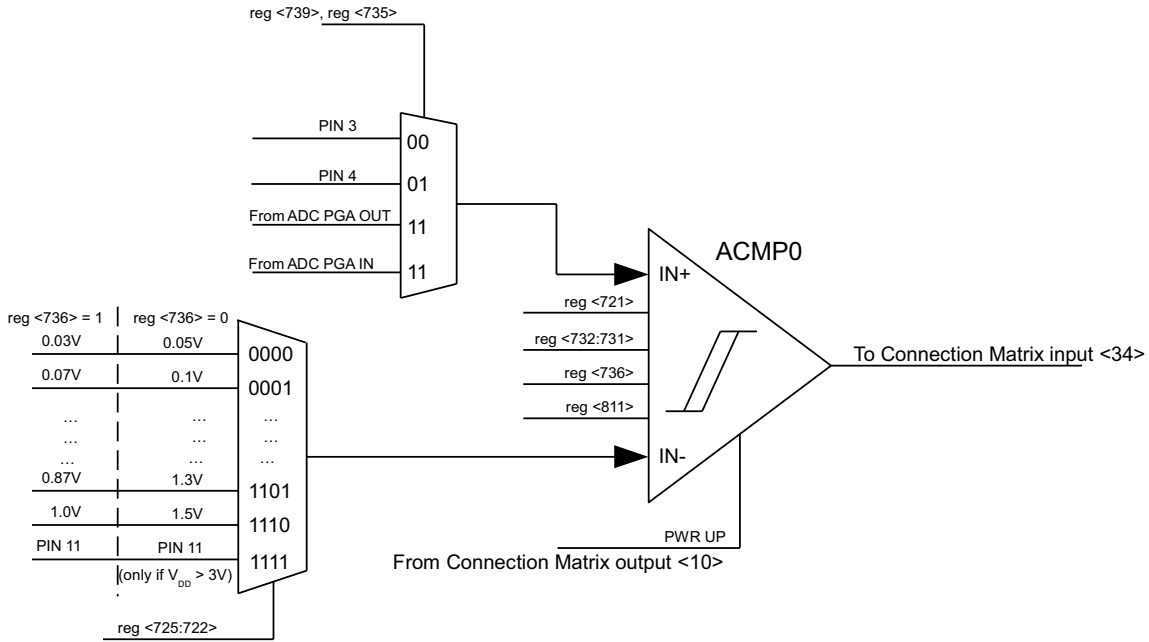 reg <739>, reg <735>
PIN 3
00
PIN 4
01
From ADC PGA OUT
11
From ADC PGA IN
11
ACMP0
IN+
reg <721>
reg <732:731>
reg <736>
reg <811>
IN-
To Connection Matrix input <34>
PWR UP
From Connection Matrix output <10>
reg <736> = 1 reg <736> = 0
0.03V 0.05V 0000
0.07V 0.1V 0001
... ... ...
... ... ...
... ... ...
0.87V 1.3V 1101
1.0V 1.5V 1110
PIN 11 PIN 11 1111
(only if VDD > 3V)
reg <725:722>